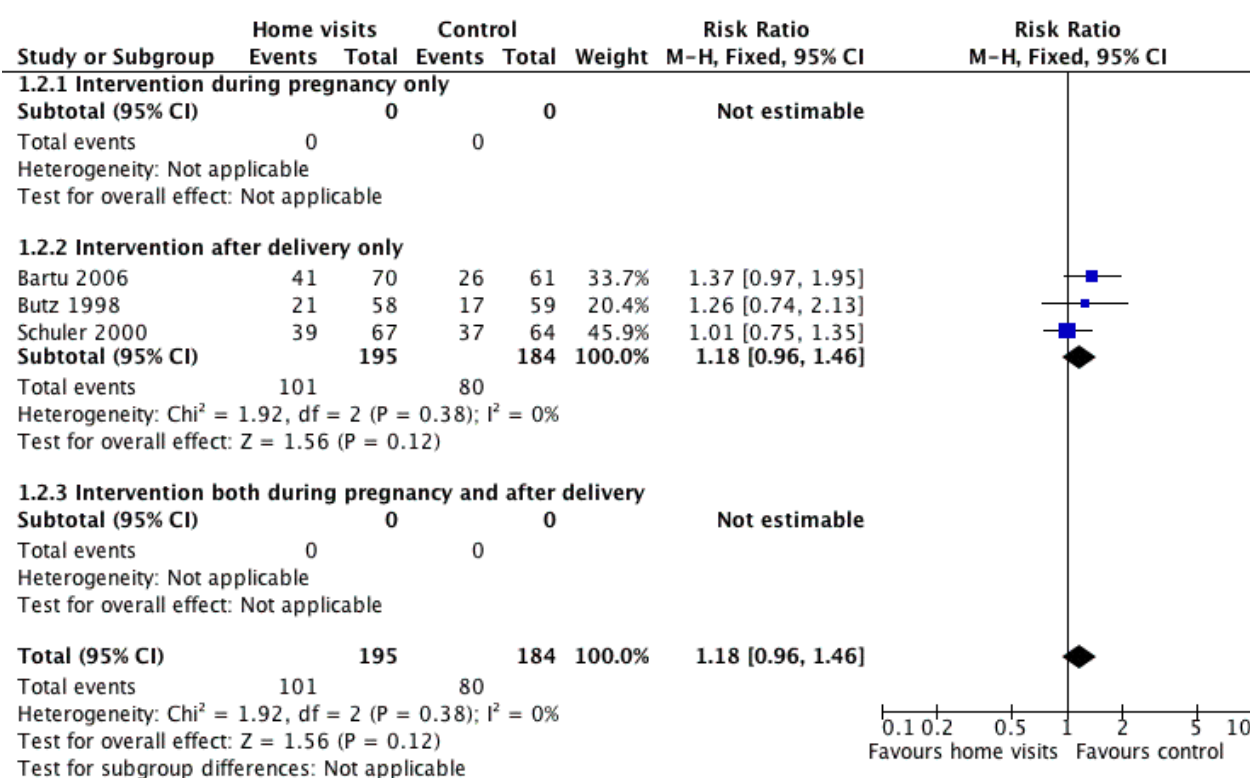 Home visits Control Risk Ratio Risk Ratio
Study or Subgroup Events Total Events Total Weight M-H, Fixed, 95% CI M-H, Fixed, 95% CI
1.2.1 Intervention during pregnancy only
Subtotal (95% CI) 0 0 Not estimable
Total events 0 0
Heterogeneity: Not applicable
Test for overall effect: Not applicable
1.2.2 Intervention after delivery only
Bartu 2006 41 70 26 61 33.7% 1.37 [0.97, 1.95]
Butz 1998 21 58 17 59 20.4% 1.26 [0.74, 2.13]
Schuler 2000 39 67 37 64 45.9% 1.01 [0.75, 1.35]
Subtotal (95% CI) 195 184 100.0% 1.18 [0.96, 1.46]
Total events 101 80
Heterogeneity: Chi² = 1.92, df = 2 (P = 0.38); I² = 0%
Test for overall effect: Z = 1.56 (P = 0.12)
1.2.3 Intervention both during pregnancy and after delivery
Subtotal (95% CI) 0 0 Not estimable
Total events 0 0
Heterogeneity: Not applicable
Test for overall effect: Not applicable
Total (95% CI) 195 184 100.0% 1.18 [0.96, 1.46]
Total events 101 80
Heterogeneity: Chi² = 1.92, df = 2 (P = 0.38); I² = 0%
0.1 0.2 0.5 1 2 5 10
Test for overall effect: Z = 1.56 (P = 0.12)
Favours home visits Favours control
Test for subgroup differences: Not applicable